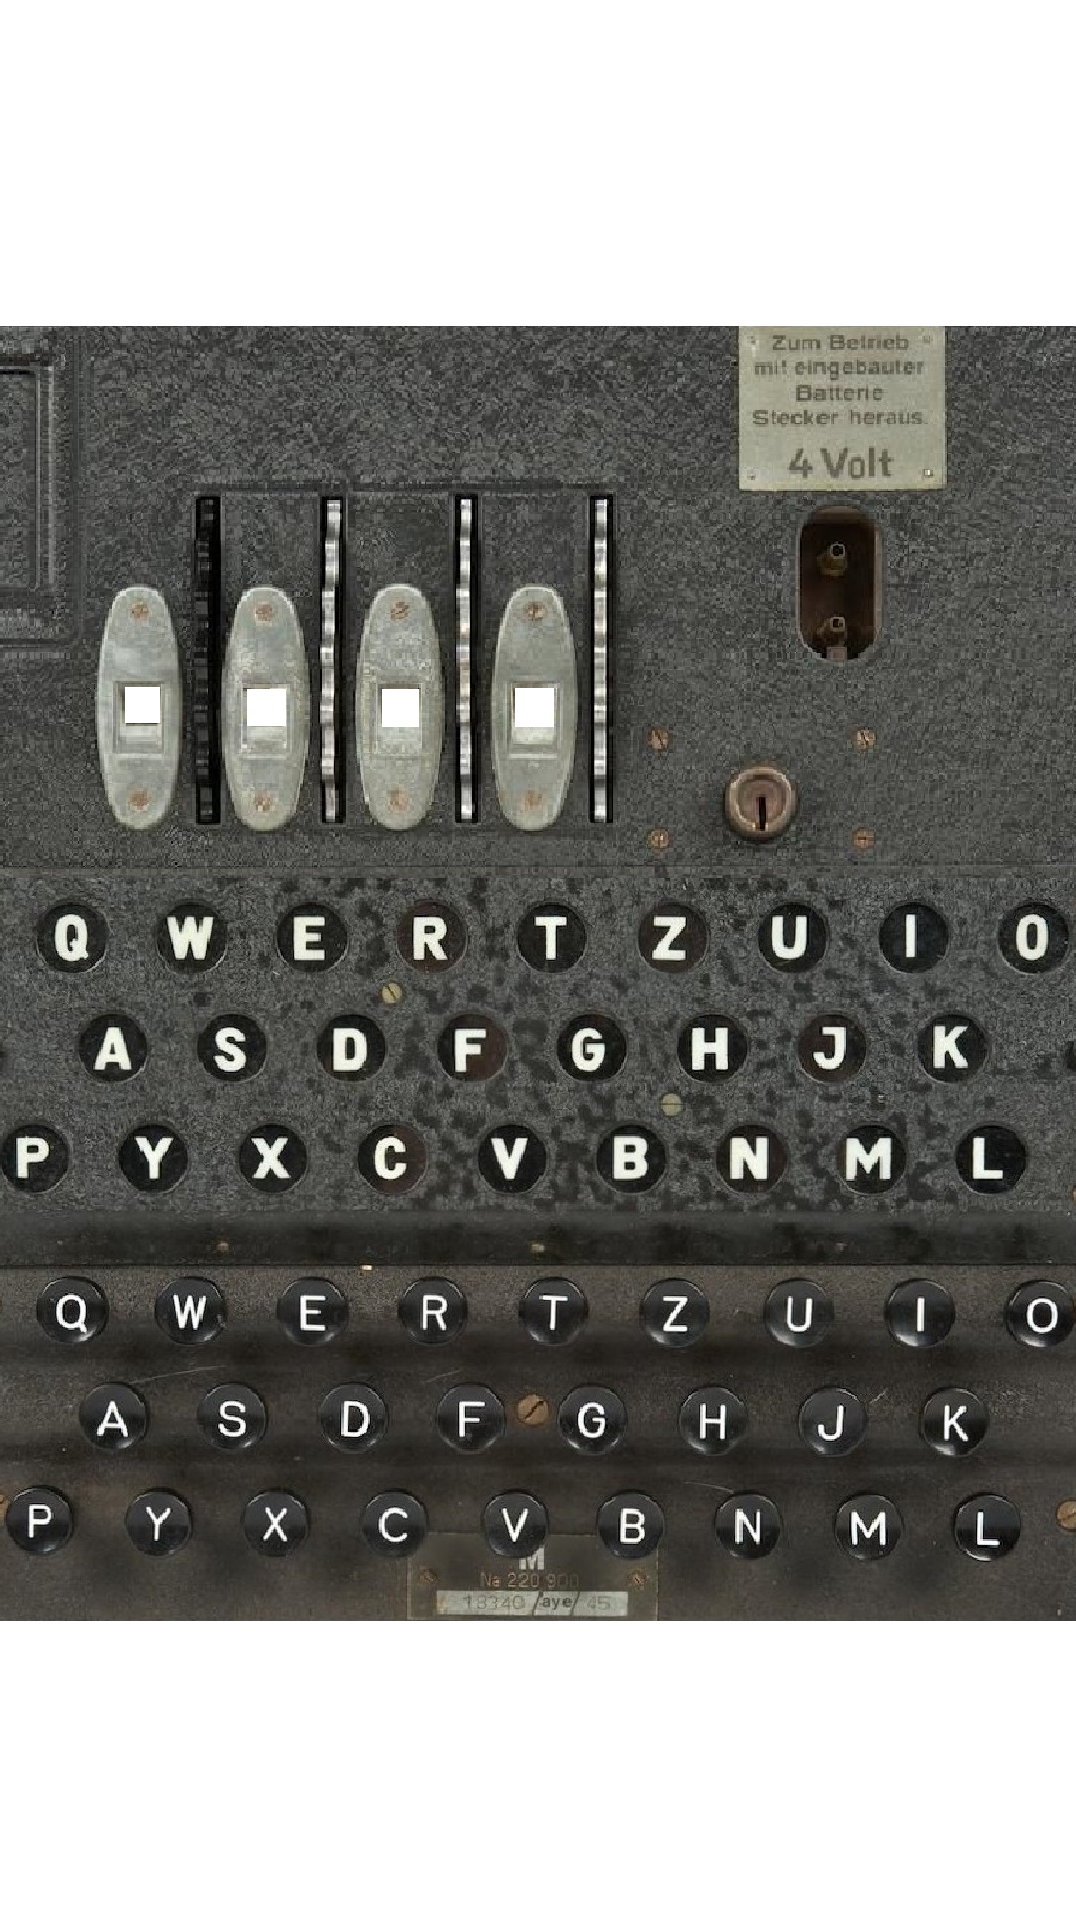 Zum Betrieb
mit eingebauter
Batterie
Stecker heraus.
4 Volt
Q W E R T Z U I O
A S D F G H J K
P Y X C V B N M L
Q W E R T Z U I O
A S D F G H J K
P Y X C V B N M L
M
No 220 900
18340 /aye/ 45